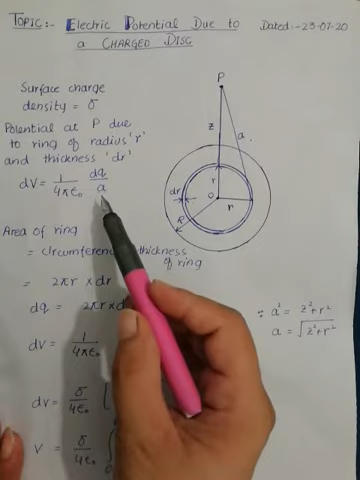 TOPIC:- Electric Potential Due to
a CHARGED DISC
Dated:-23-07-20
Surface charge
density = σ
Potential at P due
to ring of radius 'r'
and thickness 'dr'
dV = 1/4πϵ₀ dq/a
Area of ring
= circumference × thickness
of ring
= 2πr × dr
dq = 2πr × d
dV = 1/4πϵ₀
dV = σ/4ϵ₀ [
V = σ/4ϵ₀ ∫
P
z
a
dr
r
O
r
R
∵ a² = z²+r²
a = √z²+r²